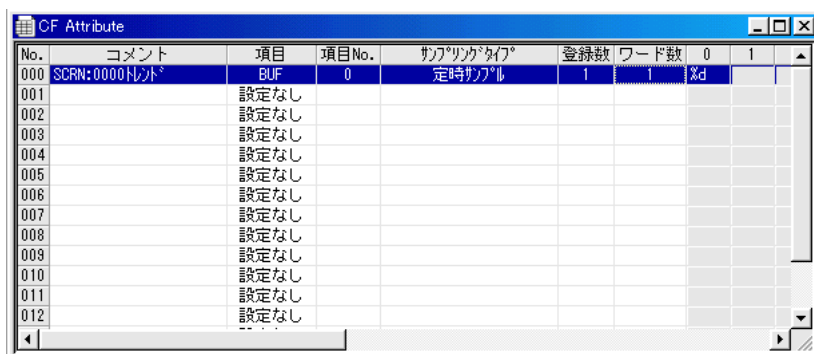 CF Attribute
No. コメント 項目 項目No. ｻﾝﾌﾟﾘﾝｸﾞﾀｲﾌﾟ 登録数 ワード数 0 1
000 SCRN:0000ﾄﾚﾝﾄﾞ BUF 0 定時ｻﾝﾌﾟﾙ 1 1 %d
001 設定なし
002 設定なし
003 設定なし
004 設定なし
005 設定なし
006 設定なし
007 設定なし
008 設定なし
009 設定なし
010 設定なし
011 設定なし
012 設定なし